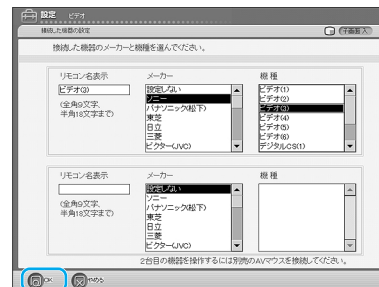 設定 ビデオ
接続した機器の設定
子画面入
接続した機器のメーカーと機種を選んでください。
リモコン名表示 メーカー 機種
ビデオ(3)
(全角9文字、
半角18文字まで)
設定しない
ソニー
パナソニック(松下)
東芝
日立
三菱
ビクター(JVC)
ビデオ(1)
ビデオ(2)
ビデオ(3)
ビデオ(4)
ビデオ(5)
ビデオ(6)
デジタルCS(1)
リモコン名表示 メーカー 機種
(全角9文字、
半角18文字まで)
設定しない
ソニー
パナソニック(松下)
東芝
日立
三菱
ビクター(JVC)
2台目の機器を操作するには別売のAVマウスを接続してください。
OK やめる